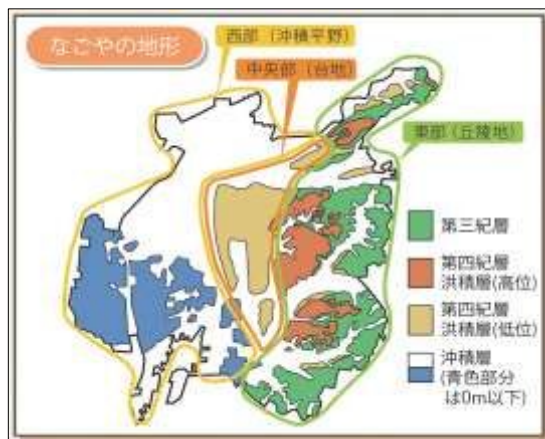 なごやの地形
西部（沖積平野）
中央部（台地）
東部（丘陵地）
第三紀層
第四紀層
洪積層(高位)
第四紀層
洪積層(低位)
沖積層
(青色部分
は0m以下)